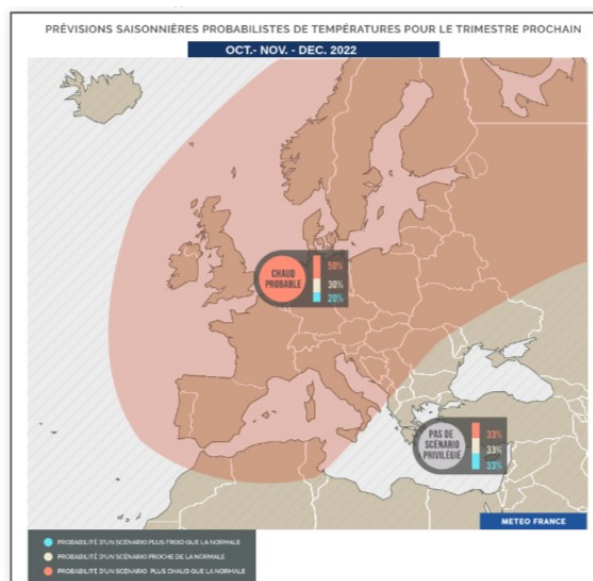 PRÉVISIONS SAISONNIÈRES PROBABILISTES DE TEMPÉRATURES POUR LE TRIMESTRE PROCHAIN
OCT.- NOV. - DEC. 2022
CHAUD
PROBABLE
50%
30%
20%
PAS DE
SCÉNARIO
PRIVILÉGIÉ
33%
33%
33%
METEO FRANCE
PROBABILITÉ D'UN SCÉNARIO PLUS FROID QUE LA NORMALE
PROBABILITÉ D'UN SCÉNARIO PROCHE DE LA NORMALE
PROBABILITÉ D'UN SCÉNARIO PLUS CHAUD QUE LA NORMALE